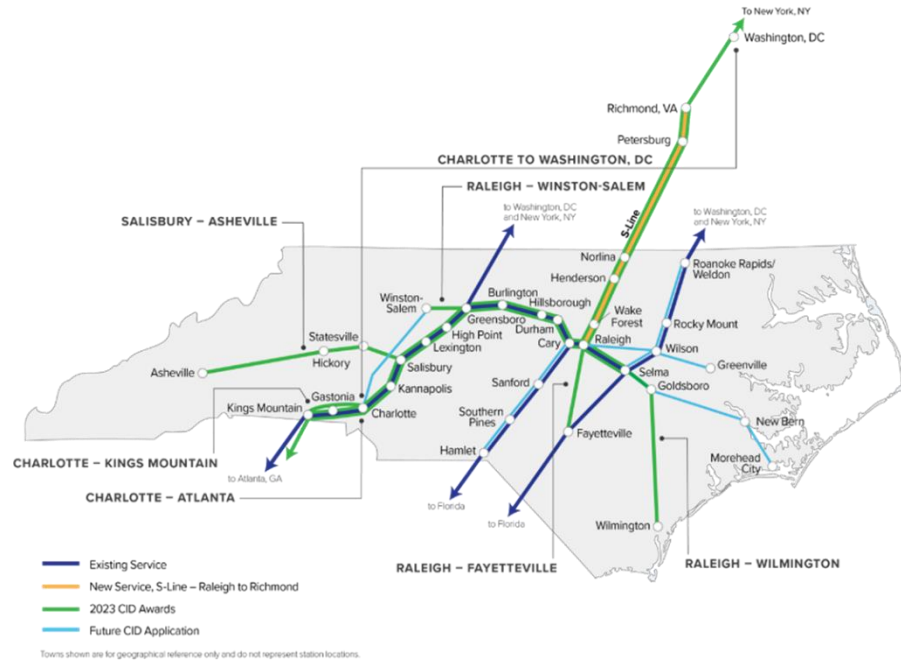 To New York, NY
Washington, DC
Richmond, VA
Petersburg
CHARLOTTE TO WASHINGTON, DC
RALEIGH – WINSTON-SALEM
to Washington, DC
and New York, NY
to Washington, DC
and New York, NY
SALISBURY – ASHEVILLE
S-Line
Norlina
Roanoke Rapids/
Weldon
Henderson
Winston-
Salem
Burlington
Hillsborough
Wake
Forest
Greensboro
Rocky Mount
Durham
High Point
Statesville
Cary
Raleigh
Lexington
Wilson
Hickory
Salisbury
Greenville
Asheville
Selma
Sanford
Kannapolis
Goldsboro
Gastonia
Kings Mountain
Charlotte
Southern
Pines
New Bern
Fayetteville
Hamlet
Morehead
City
CHARLOTTE – KINGS MOUNTAIN
to Atlanta, GA
CHARLOTTE – ATLANTA
to Florida
to Florida
Wilmington
RALEIGH – FAYETTEVILLE
RALEIGH – WILMINGTON
Existing Service
New Service, S-Line – Raleigh to Richmond
2023 CID Awards
Future CID Application
Towns shown are for geographical reference only and do not represent station locations.